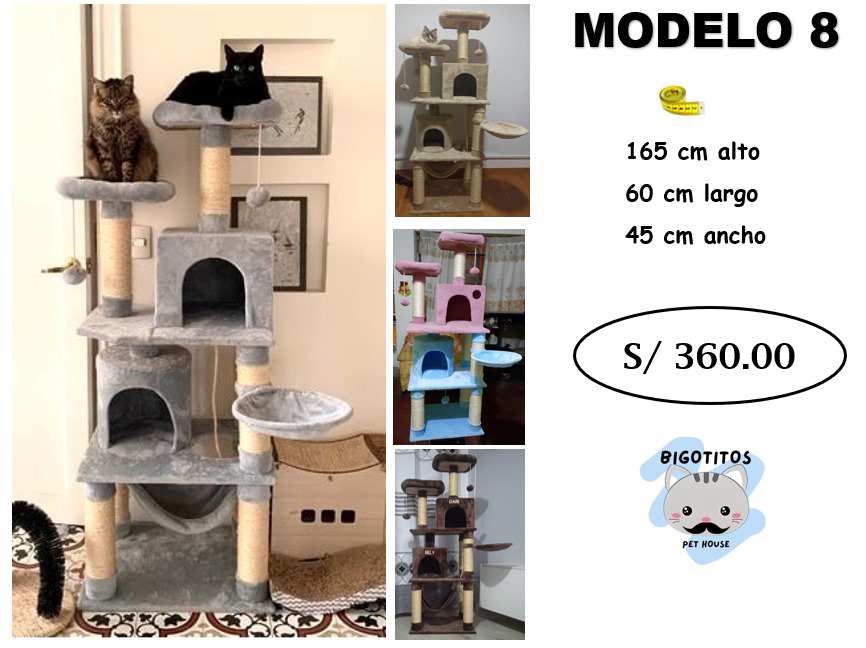 MODELO 8
165 cm alto
60 cm largo
45 cm ancho
S/ 360.00
BIGOTITOS
PET HOUSE